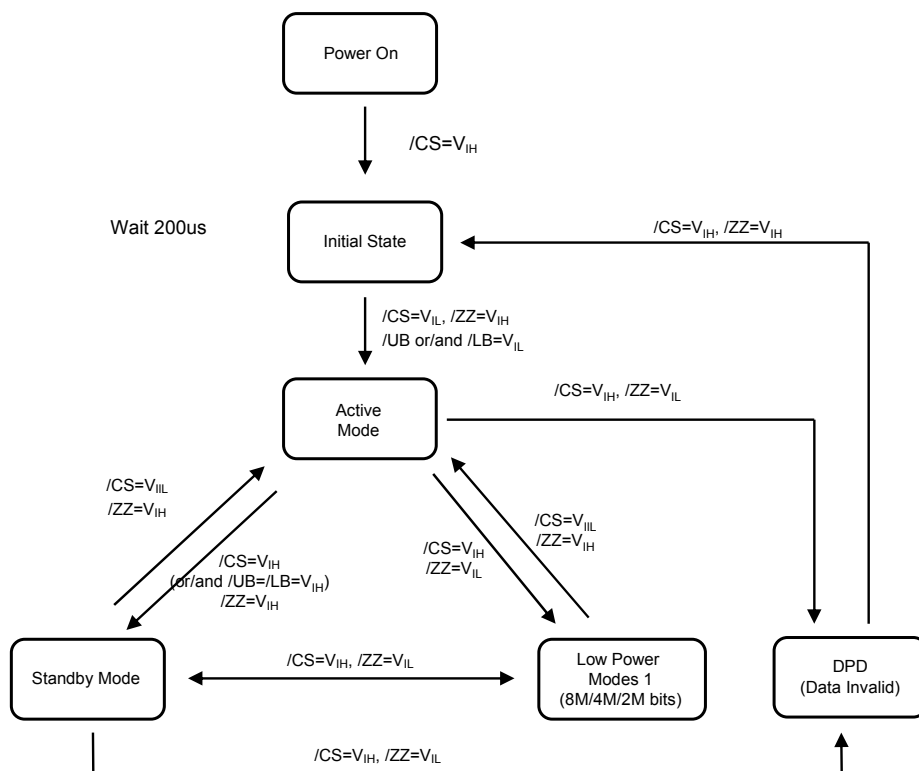 Power On
/CS=VIH
Wait 200us
Initial State
/CS=VIH, /ZZ=VIH
/CS=VIL, /ZZ=VIH
/UB or/and /LB=VIL
Active
Mode
/CS=VIH, /ZZ=VIL
/CS=VIIL
/ZZ=VIH
/CS=VIH
(or/and /UB=/LB=VIH)
/ZZ=VIH
/CS=VIH
/ZZ=VIL
/CS=VIIL
/ZZ=VIH
Standby Mode
/CS=VIH, /ZZ=VIL
Low Power
Modes 1
(8M/4M/2M bits)
DPD
(Data Invalid)
/CS=VIH, /ZZ=VIL